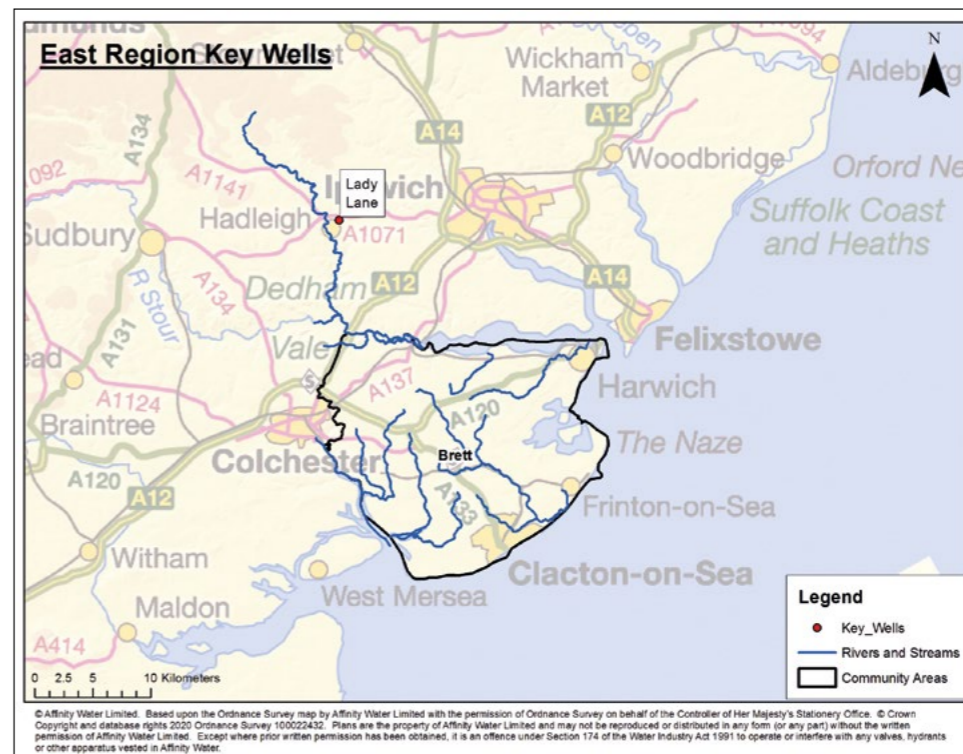 East Region Key Wells
N
A134
A14
Wickham
Market
A12
A1094
Aldeburg
Woodbridge
Orford Ne
A1141
Lady
Lane
Hadleigh
A1071
Suffolk Coast
and Heaths
Sudbury
A134
R Stour
Dedham
Vale
A12
A14
Felixstowe
A131
A137
Harwich
A1124
A120
Braintree
Colchester
The Naze
Brett
A120
A12
A133
Frinton-on-Sea
Witham
Clacton-on-Sea
West Mersea
Maldon
A414
0 2.5 5 10 Kilometers
Legend
Key_Wells
Rivers and Streams
Community Areas
© Affinity Water Limited. Based upon the Ordnance Survey map by Affinity Water Limited with the permission of Ordnance Survey on behalf of the Controller of Her Majesty's Stationery Office. © Crown
Copyright and database rights 2020 Ordnance Survey 100022432. Plans are the property of Affinity Water Limited and may not be reproduced or distributed in any form (or any part) without the written
permission of Affinity Water Limited. Except where prior written permission has been obtained, it is an offence under Section 174 of the Water Industry Act 1991 to operate or interfere with any valves, hydrants
or other apparatus vested in Affinity Water.